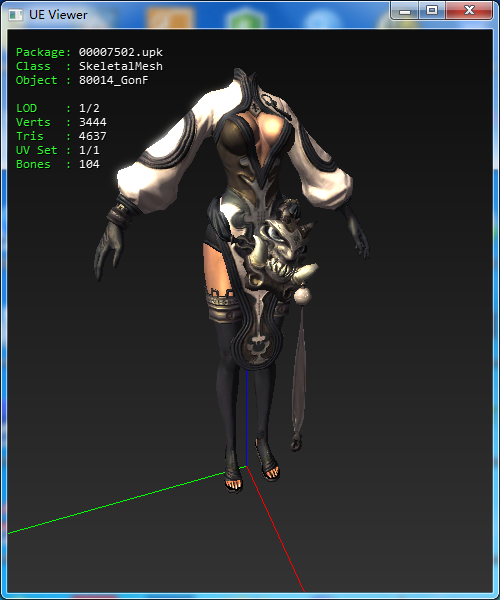 UE Viewer
Package: 00007502.upk
Class : SkeletalMesh
Object : 80014_GonF
LOD : 1/2
Verts : 3444
Tris : 4637
UV Set : 1/1
Bones : 104